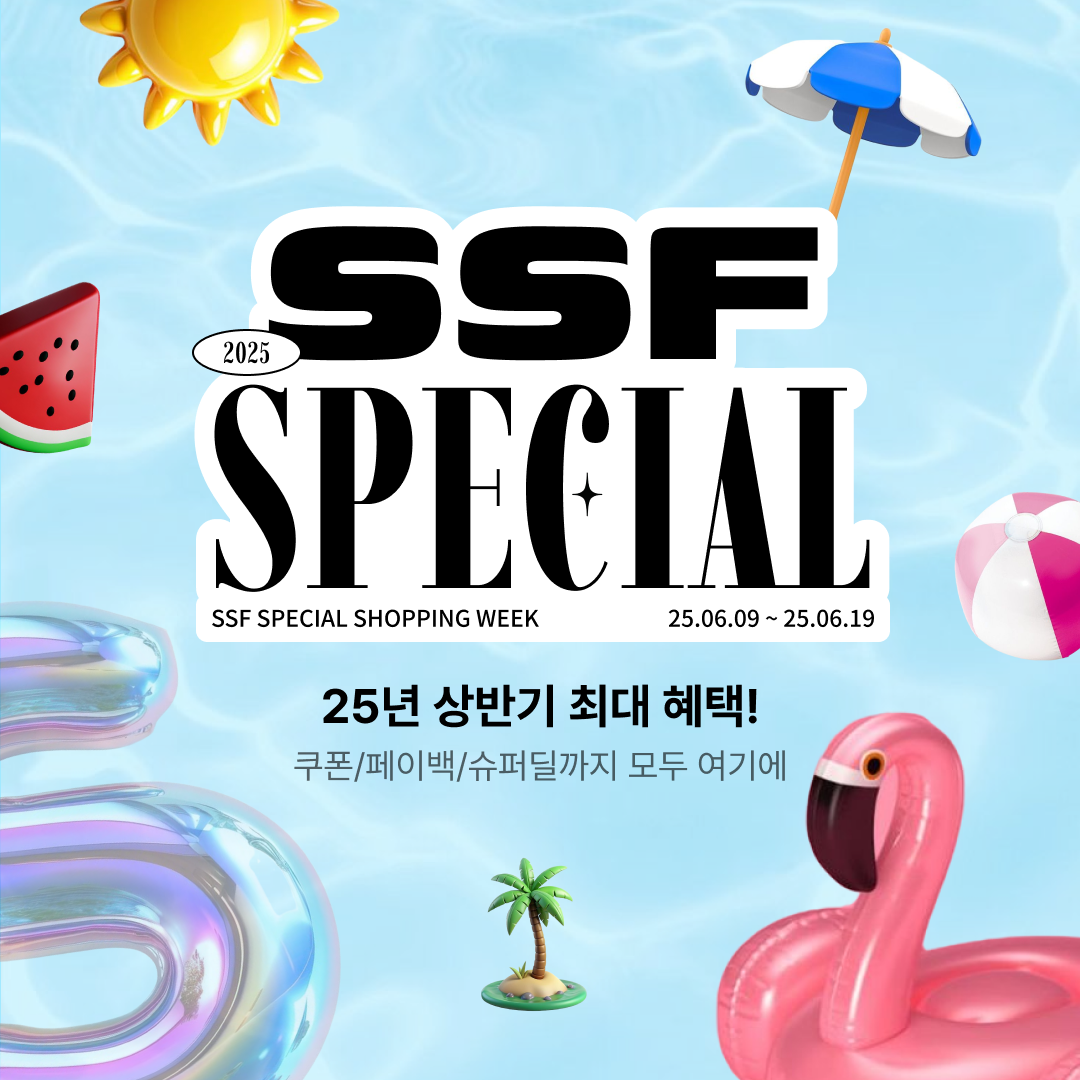 SSF
2025
SPECIAL
SSF SPECIAL SHOPPING WEEK 25.06.09 ~ 25.06.19
25년 상반기 최대 혜택!
쿠폰/페이백/슈퍼딜까지 모두 여기에